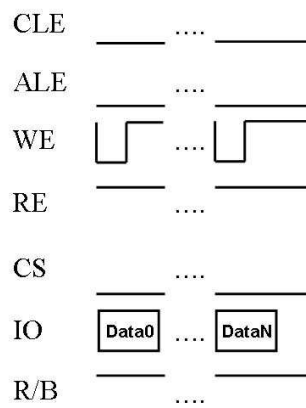 CLE ....
ALE ....
WE ....
RE ....
CS ....
IO Data0 .... DataN
R/B ....